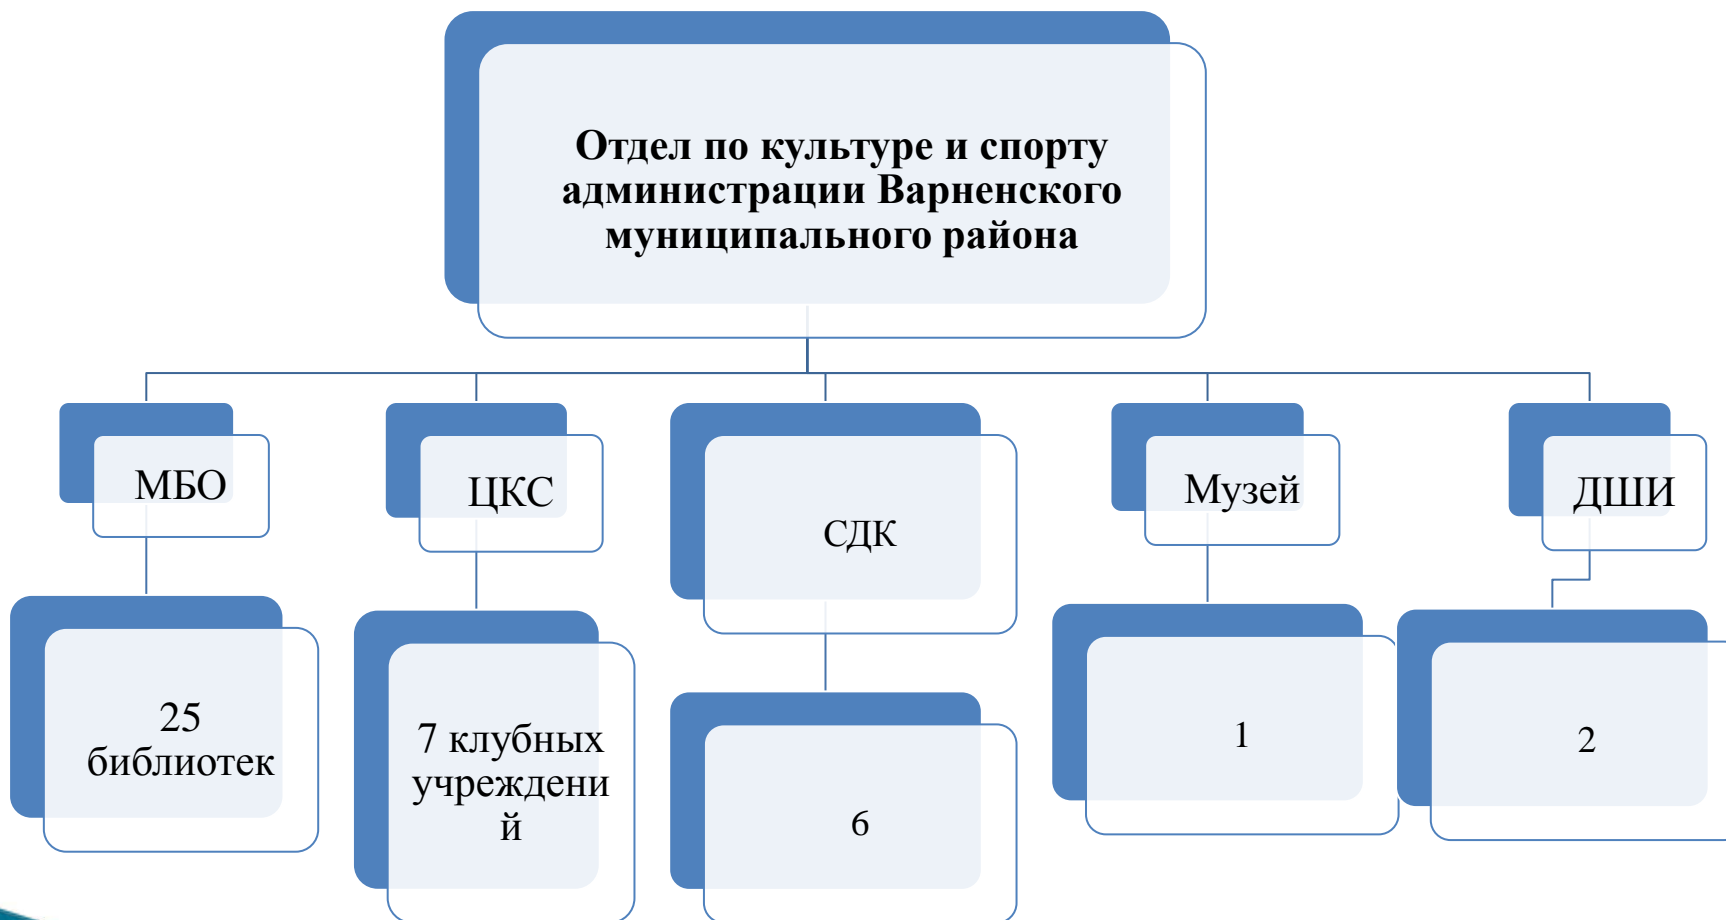 Отдел по культуре и спорту
администрации Варненского
муниципального района
МБО
ЦКС
СДК
Музей
ДШИ
25
библиотек
7 клубных
учреждени
й
6
1
2